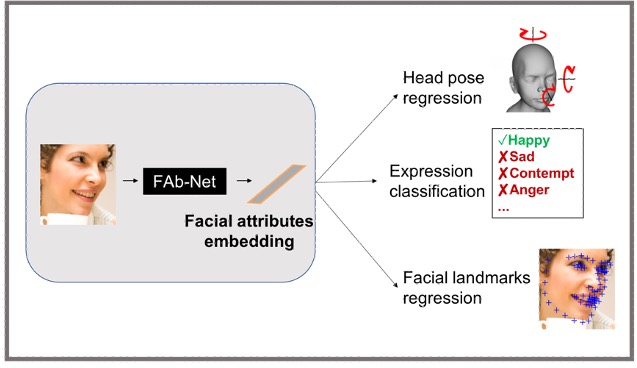 FAb-Net
Facial attributes
embedding
Head pose
regression
✓Happy
✗Sad
✗Contempt
✗Anger
...
Expression
classification
Facial landmarks
regression